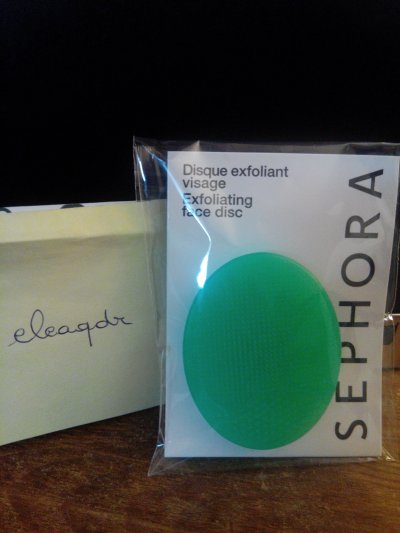 Disque exfoliant
visage
Exfoliating
face disc
SEPHORA
eleaqdr